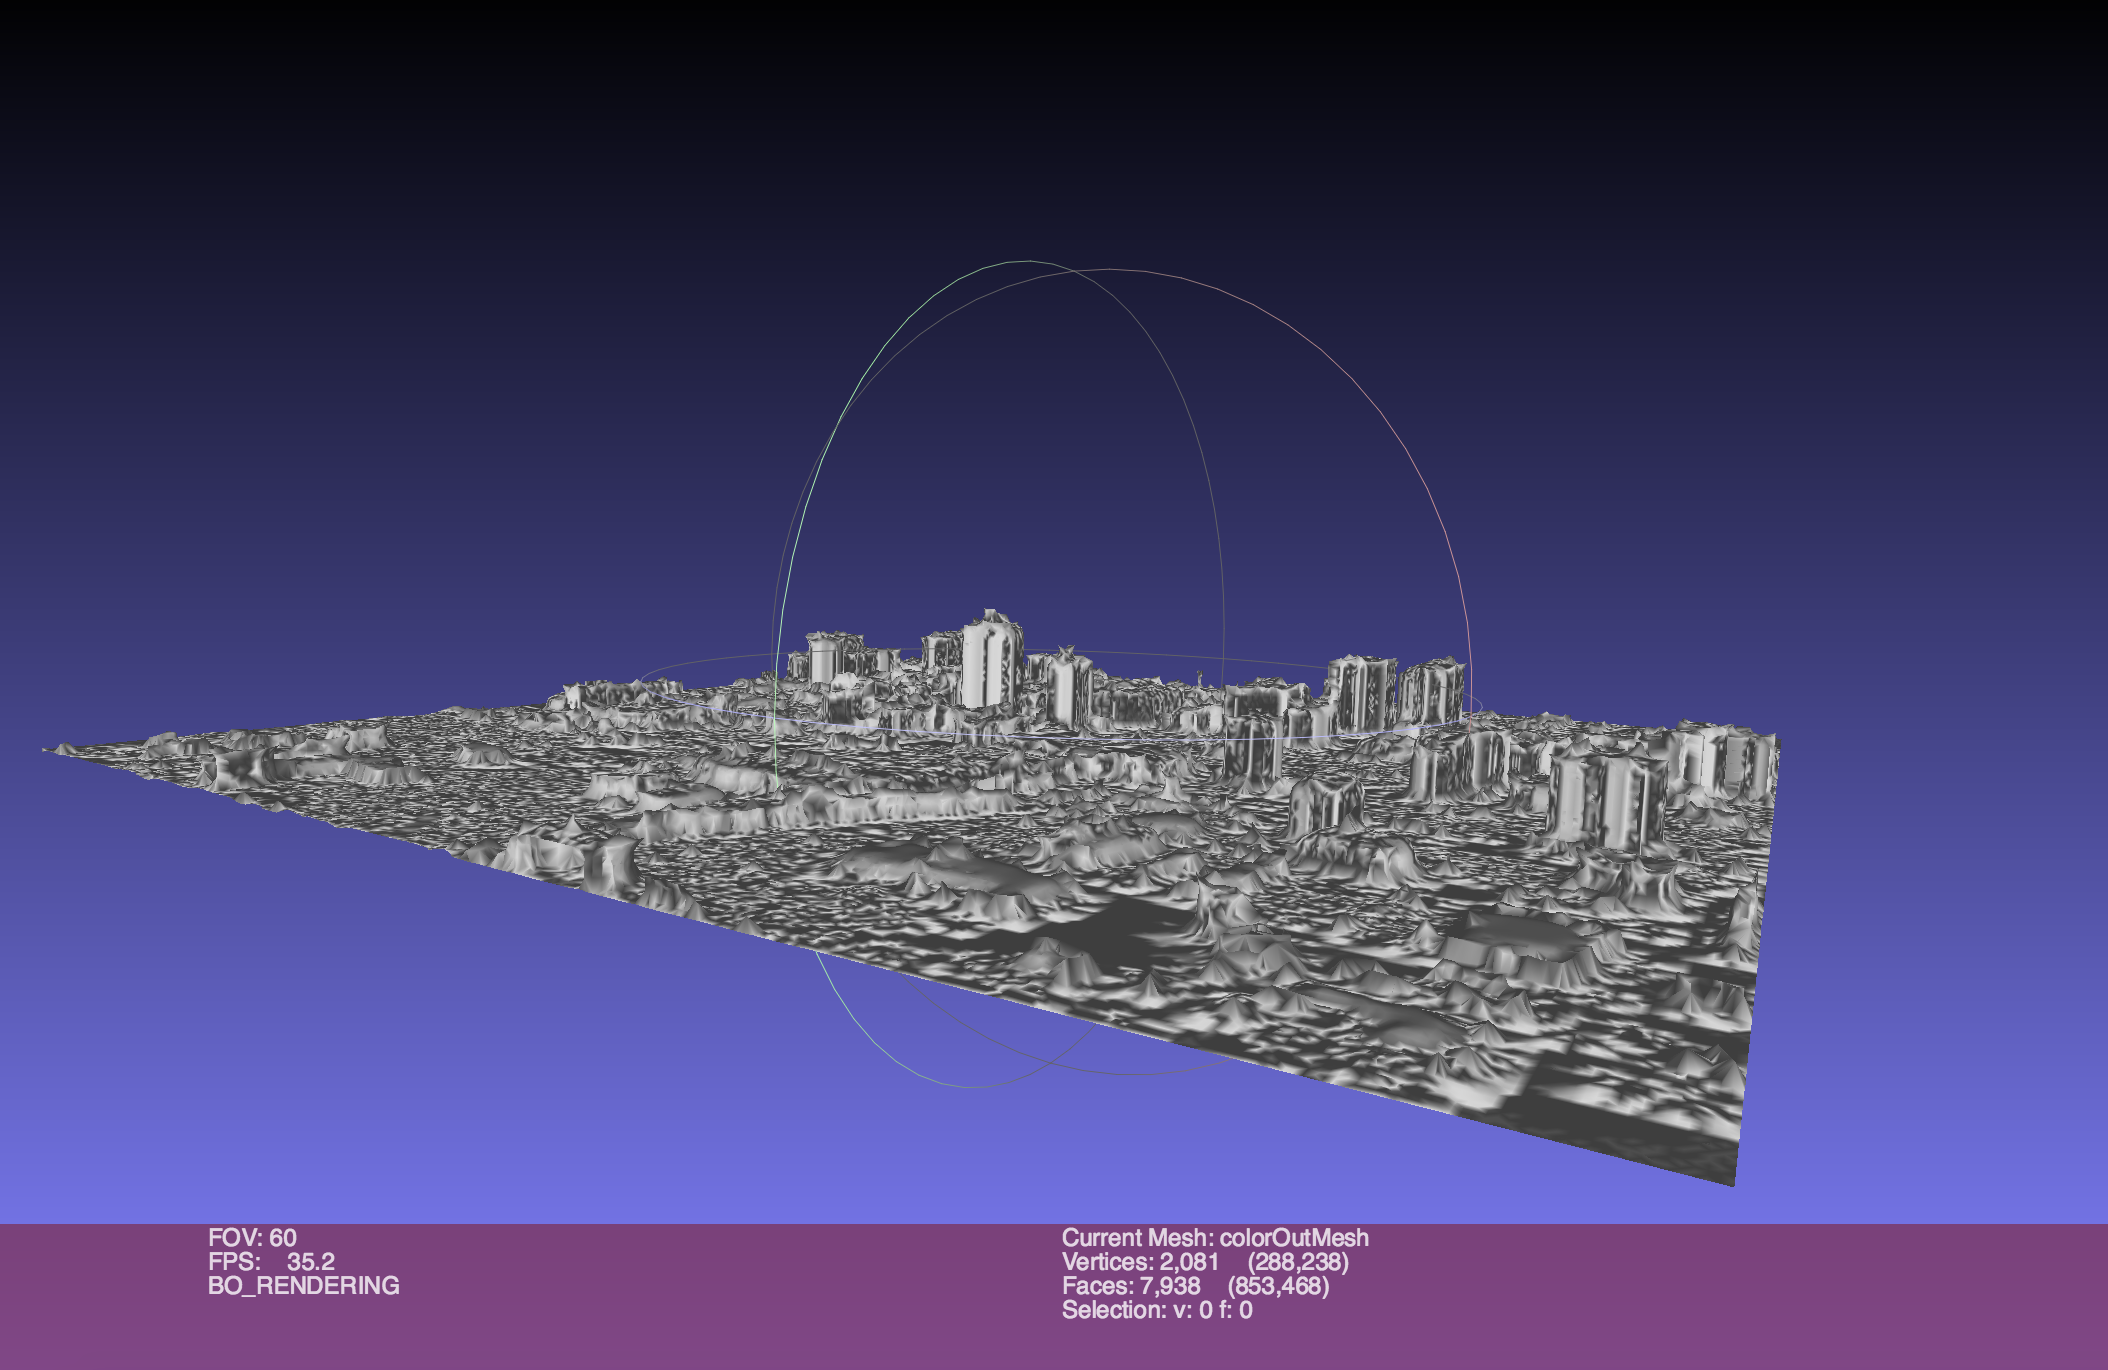 FOV: 60
FPS: 35.2
BO_RENDERING
Current Mesh: colorOutMesh
Vertices: 2,081 (288,238)
Faces: 7,938 (853,468)
Selection: v: 0 f: 0